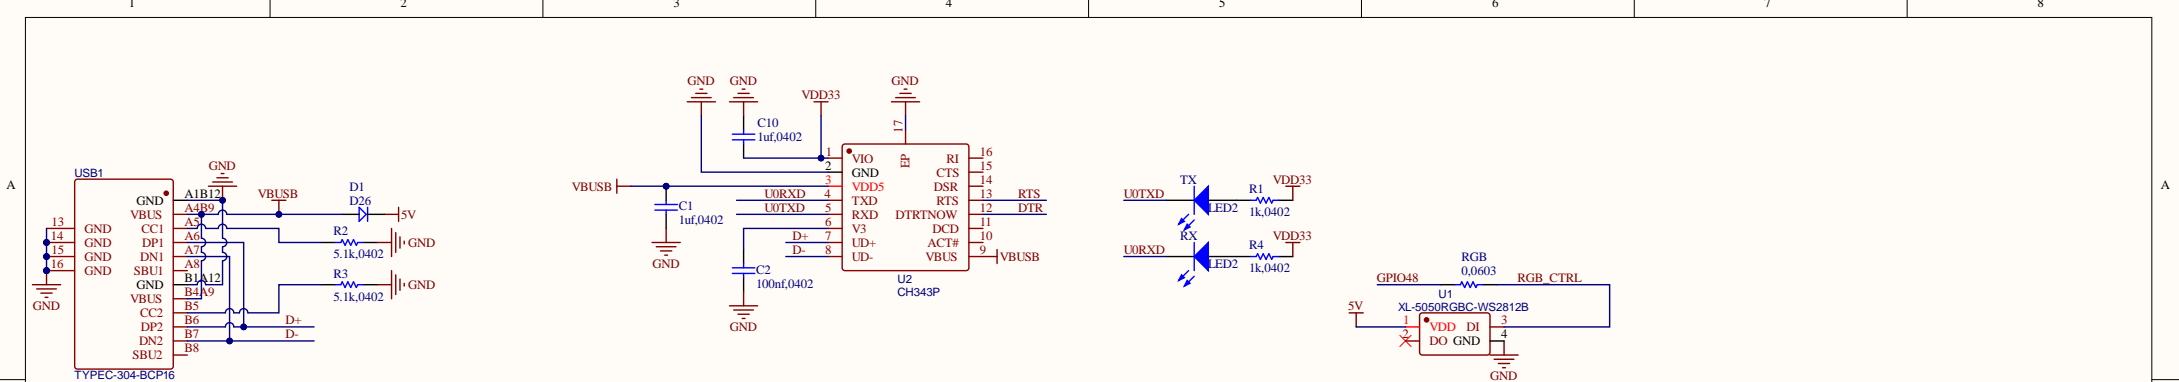 1 2 3 4 5 6 7 8
A
A
USB1
GND
VBUSB
D1
D26
5V
GND A1B12
VBUS A4B9
CC1 A5
DP1 A6
DN1 A7
SBU1 A8
GND B1A12
VBUS B4A9
CC2 B5
DP2 B6
DN2 B7
SBU2 B8
13 GND
14 GND
15 GND
16 GND
GND
R2
5.1k,0402
GND
R3
5.1k,0402
GND
D+
D-
TYPEC-304-BCP16
GND GND
VDD33
GND
C10
1uf,0402
17
EP
VBUSB
C1
1uf,0402
GND
U0RXD
U0TXD
D+
D-
C2
100nf,0402
GND
1 VIO RI 16
2 GND CTS 15
3 VDD5 DSR 14
4 TXD RTS 13
5 RXD DTRTNOW 12
6 V3 DCD 11
7 UD+ ACT# 10
8 UD- VBUS 9
RTS
DTR
VBUSB
U2
CH343P
TX
U0TXD
LED2
R1
1k,0402
VDD33
RX
U0RXD
LED2
R4
1k,0402
VDD33
RGB
0,0603
GPIO48
RGB_CTRL
U1
XL-5050RGBC-WS2812B
5V
1 VDD DI 3
2 DO GND 4
GND